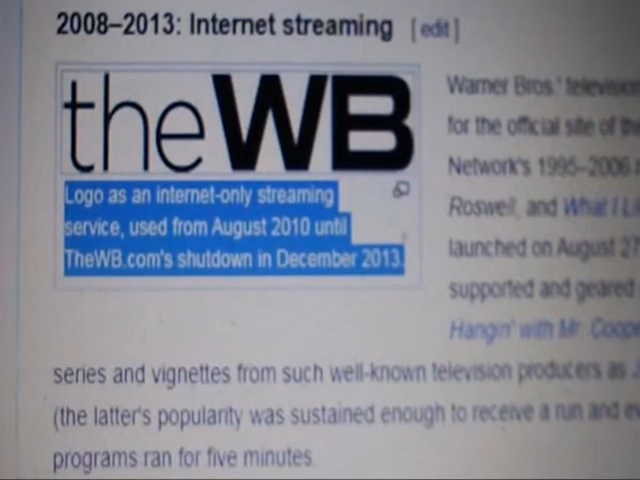 2008–2013: Internet streaming [edit]
theWB
Logo as an internet-only streaming
service, used from August 2010 until
TheWB.com's shutdown in December 2013.
Warner Bros.' television
for the official site of the
Network's 1995–2006
Roswell, and What I Li
launched on August 27
supported and geared
Hangin' with Mr. Coope
series and vignettes from such well-known television producers as
(the latter's popularity was sustained enough to receive a run and
programs ran for five minutes.